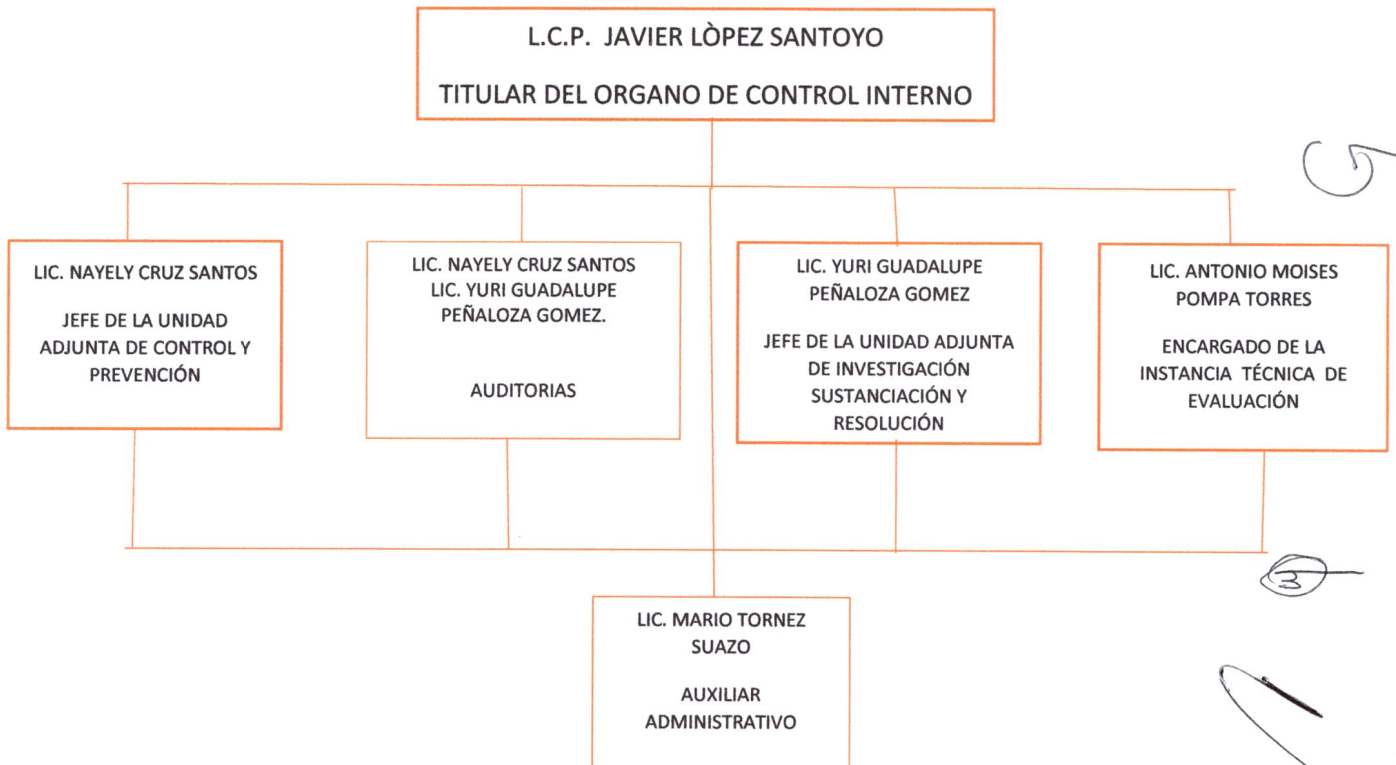 L.C.P. JAVIER LÒPEZ SANTOYO
TITULAR DEL ORGANO DE CONTROL INTERNO
LIC. NAYELY CRUZ SANTOS
JEFE DE LA UNIDAD
ADJUNTA DE CONTROL Y
PREVENCIÓN
LIC. NAYELY CRUZ SANTOS
LIC. YURI GUADALUPE
PEÑALOZA GOMEZ.
AUDITORIAS
LIC. YURI GUADALUPE
PEÑALOZA GOMEZ
JEFE DE LA UNIDAD ADJUNTA
DE INVESTIGACIÓN
SUSTANCIACIÓN Y
RESOLUCIÓN
LIC. ANTONIO MOISES
POMPA TORRES
ENCARGADO DE LA
INSTANCIA TÉCNICA DE
EVALUACIÓN
LIC. MARIO TORNEZ
SUAZO
AUXILIAR
ADMINISTRATIVO